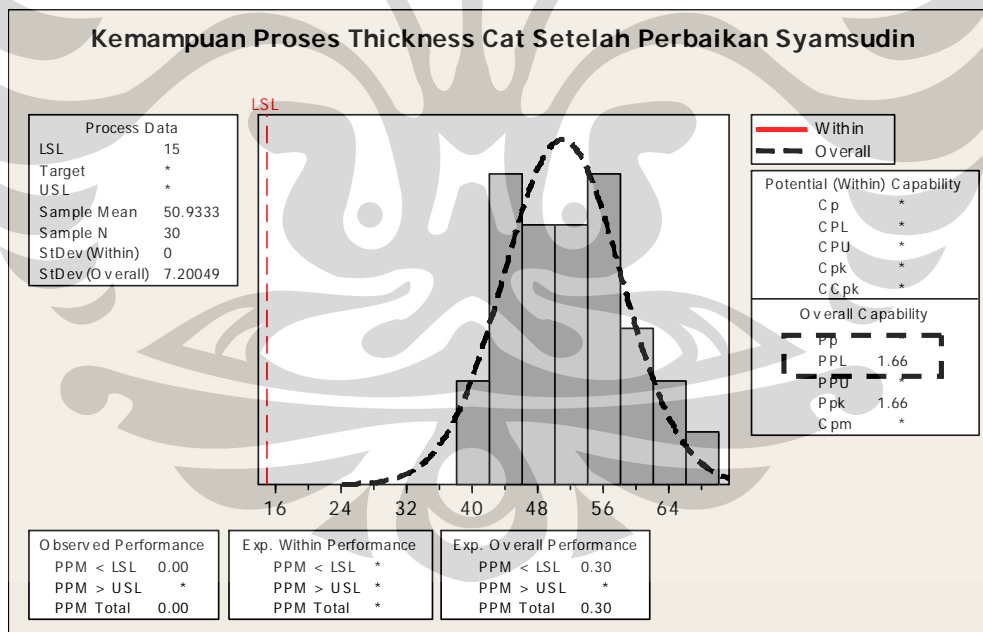 Kemampuan Proses Thickness Cat Setelah Perbaikan Syamsudin
LSL
Process Data
LSL 15
Target *
USL *
Sample Mean 50.9333
Sample N 30
StDev(Within) 0
StDev(Overall) 7.20049
Within
Overall
Potential (Within) Capability
Cp *
CPL *
CPU *
Cpk *
CCpk *
Overall Capability
Pp *
PPL 1.66
PPU *
Ppk 1.66
Cpm *
16 24 32 40 48 56 64
Observed Performance
PPM < LSL 0.00
PPM > USL *
PPM Total 0.00
Exp. Within Performance
PPM < LSL *
PPM > USL *
PPM Total *
Exp. Overall Performance
PPM < LSL 0.30
PPM > USL *
PPM Total 0.30